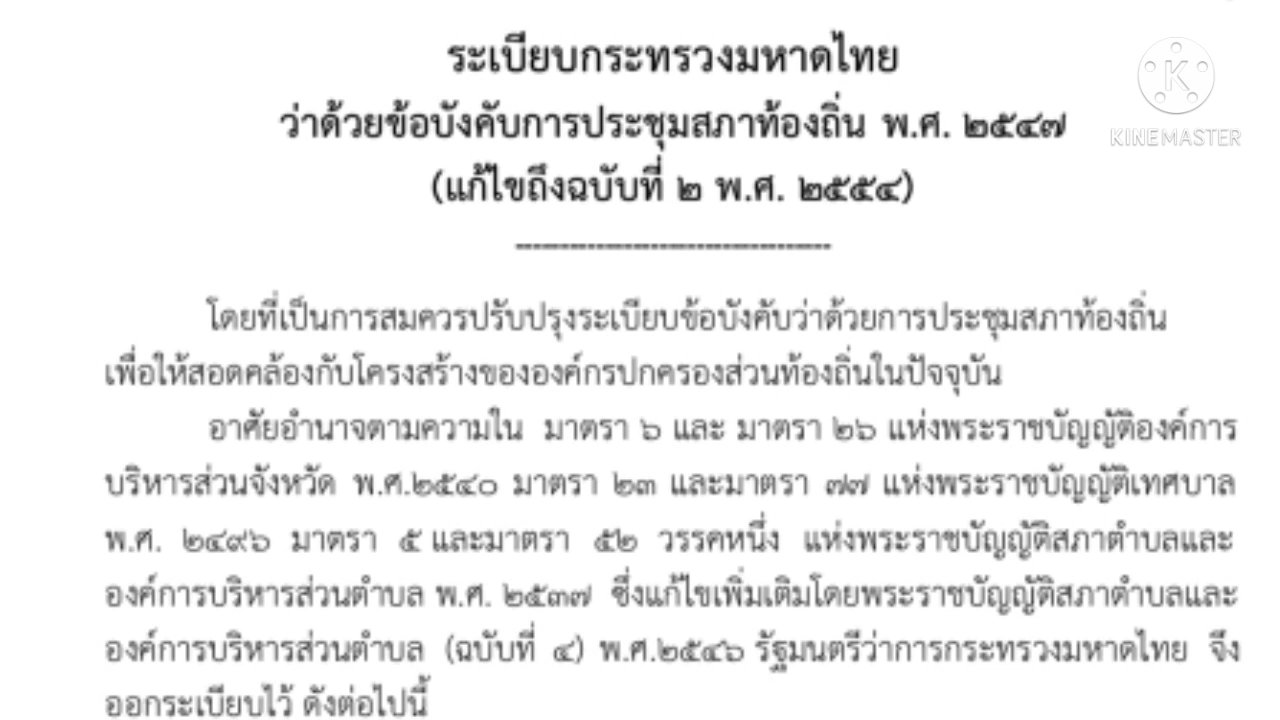 ระเบียบกระทรวงมหาดไทย
ว่าด้วยข้อบังคับการประชุมสภาท้องถิ่น พ.ศ. ๒๕๔๗
(แก้ไขถึงฉบับที่ ๒ พ.ศ. ๒๕๕๔)
-----------------------------------
โดยที่เป็นการสมควรปรับปรุงระเบียบข้อบังคับว่าด้วยการประชุมสภาท้องถิ่น
เพื่อให้สอดคล้องกับโครงสร้างขององค์กรปกครองส่วนท้องถิ่นในปัจจุบัน
อาศัยอำนาจตามความใน มาตรา ๖ และ มาตรา ๒๖ แห่งพระราชบัญญัติองค์การ
บริหารส่วนจังหวัด พ.ศ.๒๕๔๐ มาตรา ๒๓ และมาตรา ๗๗ แห่งพระราชบัญญัติเทศบาล
พ.ศ. ๒๔๙๖ มาตรา ๕ และมาตรา ๕๒ วรรคหนึ่ง แห่งพระราชบัญญัติสภาตำบลและ
องค์การบริหารส่วนตำบล พ.ศ. ๒๕๓๗ ซึ่งแก้ไขเพิ่มเติมโดยพระราชบัญญัติสภาตำบลและ
องค์การบริหารส่วนตำบล (ฉบับที่ ๔) พ.ศ.๒๕๔๖ รัฐมนตรีว่าการกระทรวงมหาดไทย จึง
ออกระเบียบไว้ ดังต่อไปนี้
K
KINEMASTER